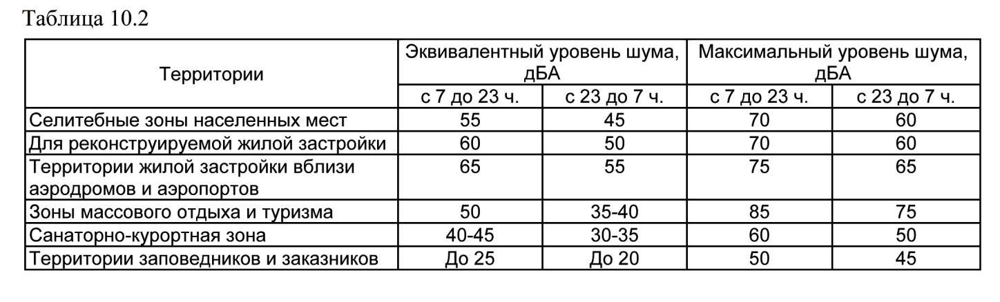 Таблица 10.2
Территории
Эквивалентный уровень шума,
дБА
Максимальный уровень шума,
дБА
с 7 до 23 ч.
с 23 до 7 ч.
с 7 до 23 ч.
с 23 до 7 ч.
Селитебные зоны населенных мест 55 45 70 60
Для реконструируемой жилой застройки 60 50 70 60
Территории жилой застройки вблизи 65 55 75 65
аэродромов и аэропортов
Зоны массового отдыха и туризма 50 35-40 85 75
Санаторно-курортная зона 40-45 30-35 60 50
Территории заповедников и заказников До 25 До 20 50 45